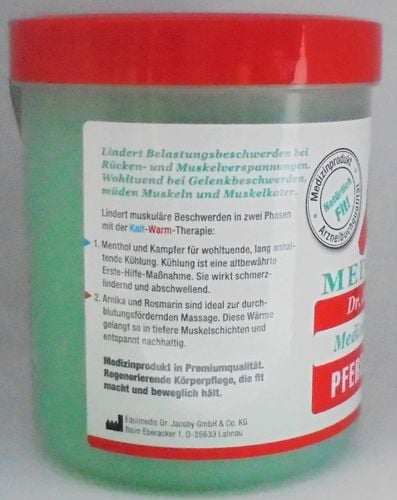 Lindert Belastungsbeschwerden bei
Rücken- und Muskelverspannungen.
Wohltuend bei Gelenkbeschwerden,
müden Muskeln und Muskelkater.
Lindert muskuläre Beschwerden in zwei Phasen
mit der Kalt-Warm-Therapie:
1. Menthol und Kampfer für wohltuende, lang anhal-
tende Kühlung. Kühlung ist eine altbewährte
Erste-Hilfe-Maßnahme. Sie wirkt schmerz-
lindernd und abschwellend.
2. Arnika und Rosmarin sind ideal zur durch-
blutungsfördernden Massage. Diese Wärme
gelangt so in tiefere Muskelschichten und
entspannt nachhaltig.
Medizinprodukt in Premiumqualität.
Regenerierende Körperpflege, die fit
macht und beweglich hält.
Equimedis Dr. Jacoby GmbH & Co. KG
Beim Eberacker 1, D-35633 Lahnau
Medizinprodukt
Natürlich
Fit!
Arzneibuchqualität
MED
Dr.
Medi
PFER